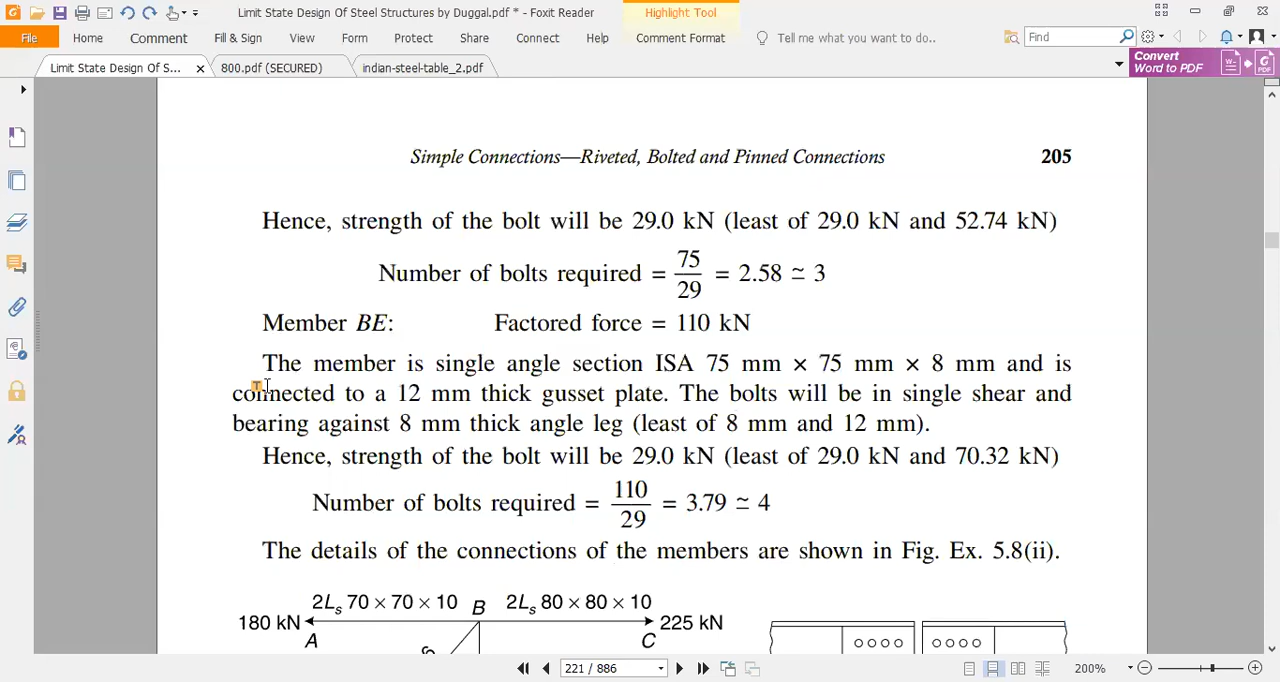 Limit State Design Of Steel Structures by Duggal.pdf * - Foxit Reader
Highlight Tool
File Home Comment Fill & Sign View Form Protect Share Connect Help Comment Format Tell me what you want to do.. Find
Limit State Design Of S... 800.pdf (SECURED) indian-steel-table_2.pdf
Convert
Word to PDF
Simple Connections—Riveted, Bolted and Pinned Connections 205
Hence, strength of the bolt will be 29.0 kN (least of 29.0 kN and 52.74 kN)
Number of bolts required = 75/29 = 2.58 ≃ 3
Member BE: Factored force = 110 kN
The member is single angle section ISA 75 mm × 75 mm × 8 mm and is
connected to a 12 mm thick gusset plate. The bolts will be in single shear and
bearing against 8 mm thick angle leg (least of 8 mm and 12 mm).
Hence, strength of the bolt will be 29.0 kN (least of 29.0 kN and 70.32 kN)
Number of bolts required = 110/29 = 3.79 ≃ 4
The details of the connections of the members are shown in Fig. Ex. 5.8(ii).
2Ls 70 × 70 × 10 B 2Ls 80 × 80 × 10
180 kN 225 kN
A C
221 / 886 200%